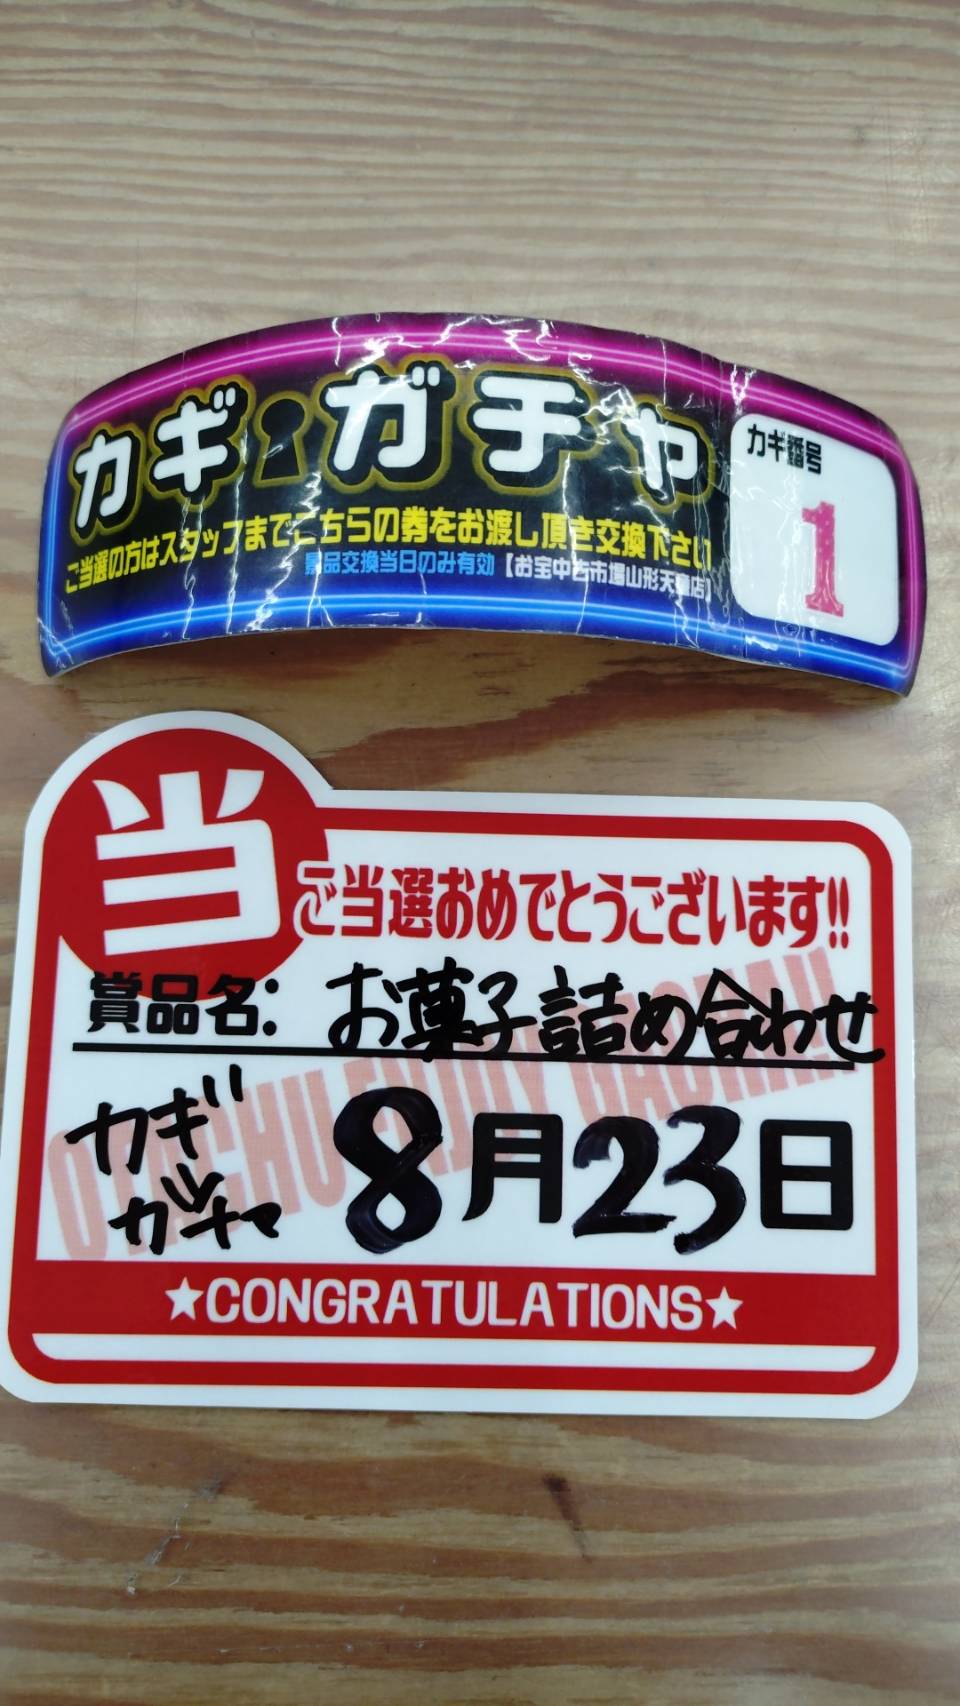 カギ・ガチャ
カギ番号
1
ご当選の方はスタッフまでこちらの券をお渡し頂き交換下さい
景品交換当日のみ有効【お宝中古市場山形天童店】
当
ご当選おめでとうございます!!
賞品名: お菓子詰め合わせ
カギ
ガチャ
8月23日
★CONGRATULATIONS★